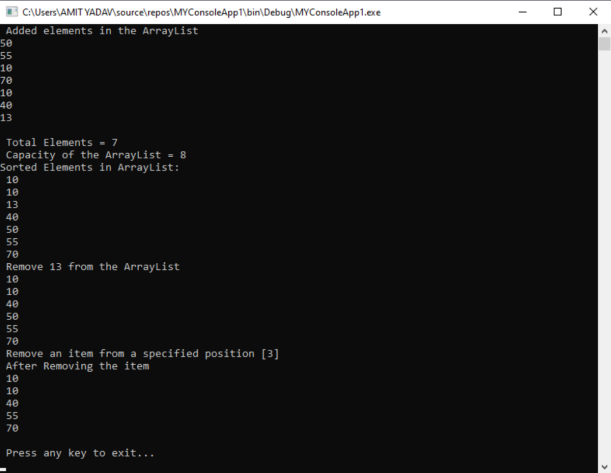 C:\Users\AMIT YADAV\source\repos\MYConsoleApp1\bin\Debug\MYConsoleApp1.exe
Added elements in the ArrayList
50
55
10
70
10
40
13
Total Elements = 7
Capacity of the ArrayList = 8
Sorted Elements in ArrayList:
10
10
13
40
50
55
70
Remove 13 from the ArrayList
10
10
40
50
55
70
Remove an item from a specified position [3]
After Removing the item
10
10
40
55
70
Press any key to exit...